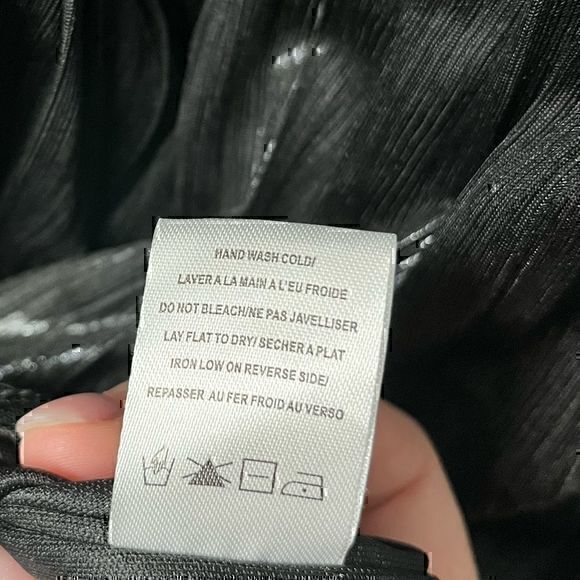 HAND WASH COLD/
LAVER A LA MAIN A L'EU FROIDE
DO NOT BLEACH/NE PAS JAVELLISER
LAY FLAT TO DRY/ SECHER A PLAT
IRON LOW ON REVERSE SIDE/
REPASSER AU FER FROID AU VERSO